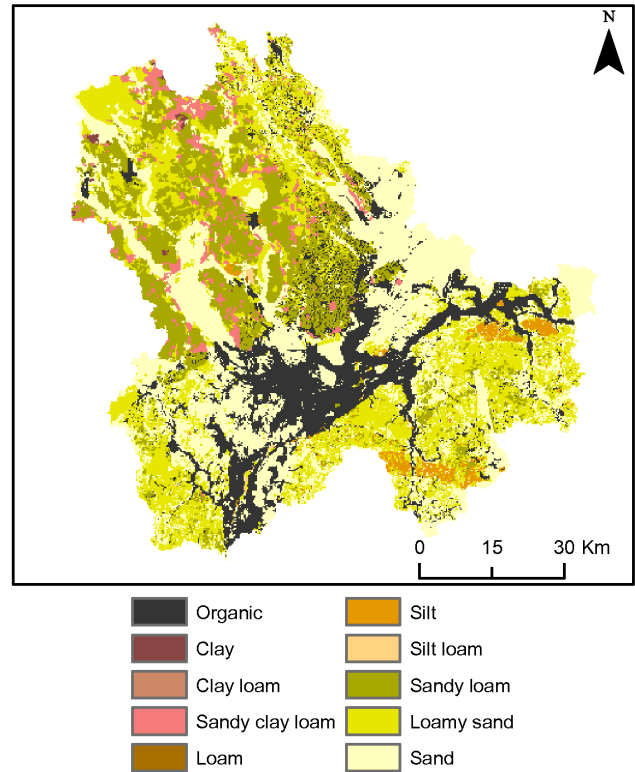 N
0 15 30 Km
Organic
Clay
Clay loam
Sandy clay loam
Loam
Silt
Silt loam
Sandy loam
Loamy sand
Sand